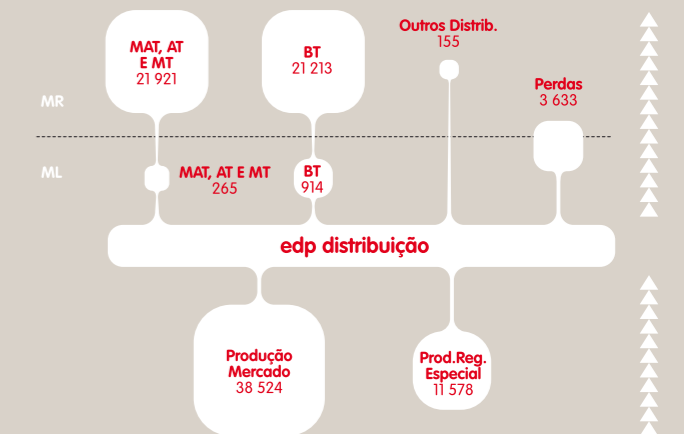 MAT, AT
E MT
21 921
BT
21 213
Outros Distrib.
155
Perdas
3 633
MR
ML
MAT, AT E MT
265
BT
914
edp distribuição
Produção
Mercado
38 524
Prod.Reg.
Especial
11 578